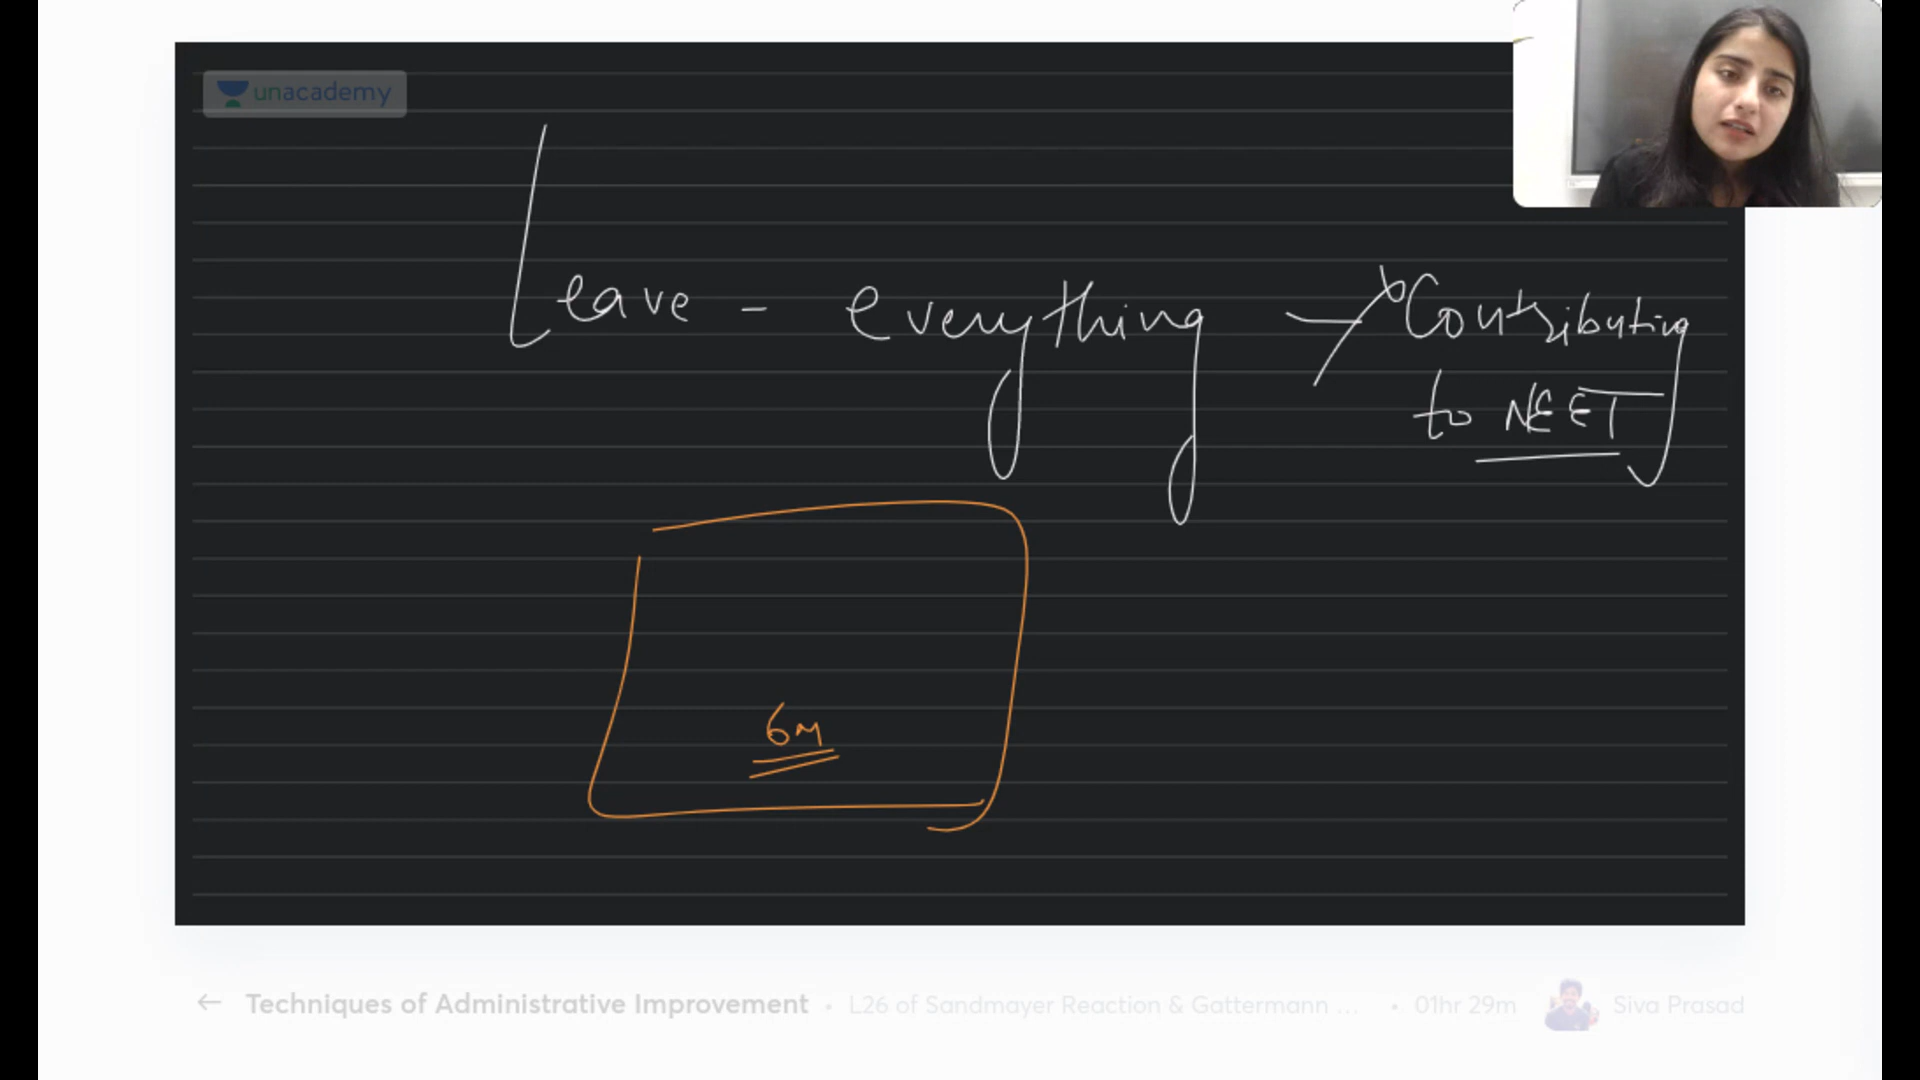 unacademy
Leave - everything Contributing
to NEET
6M
← Techniques of Administrative Improvement • L26 of Sandmayer Reaction & Gattermann ... • 01hr 29m Siva Prasad